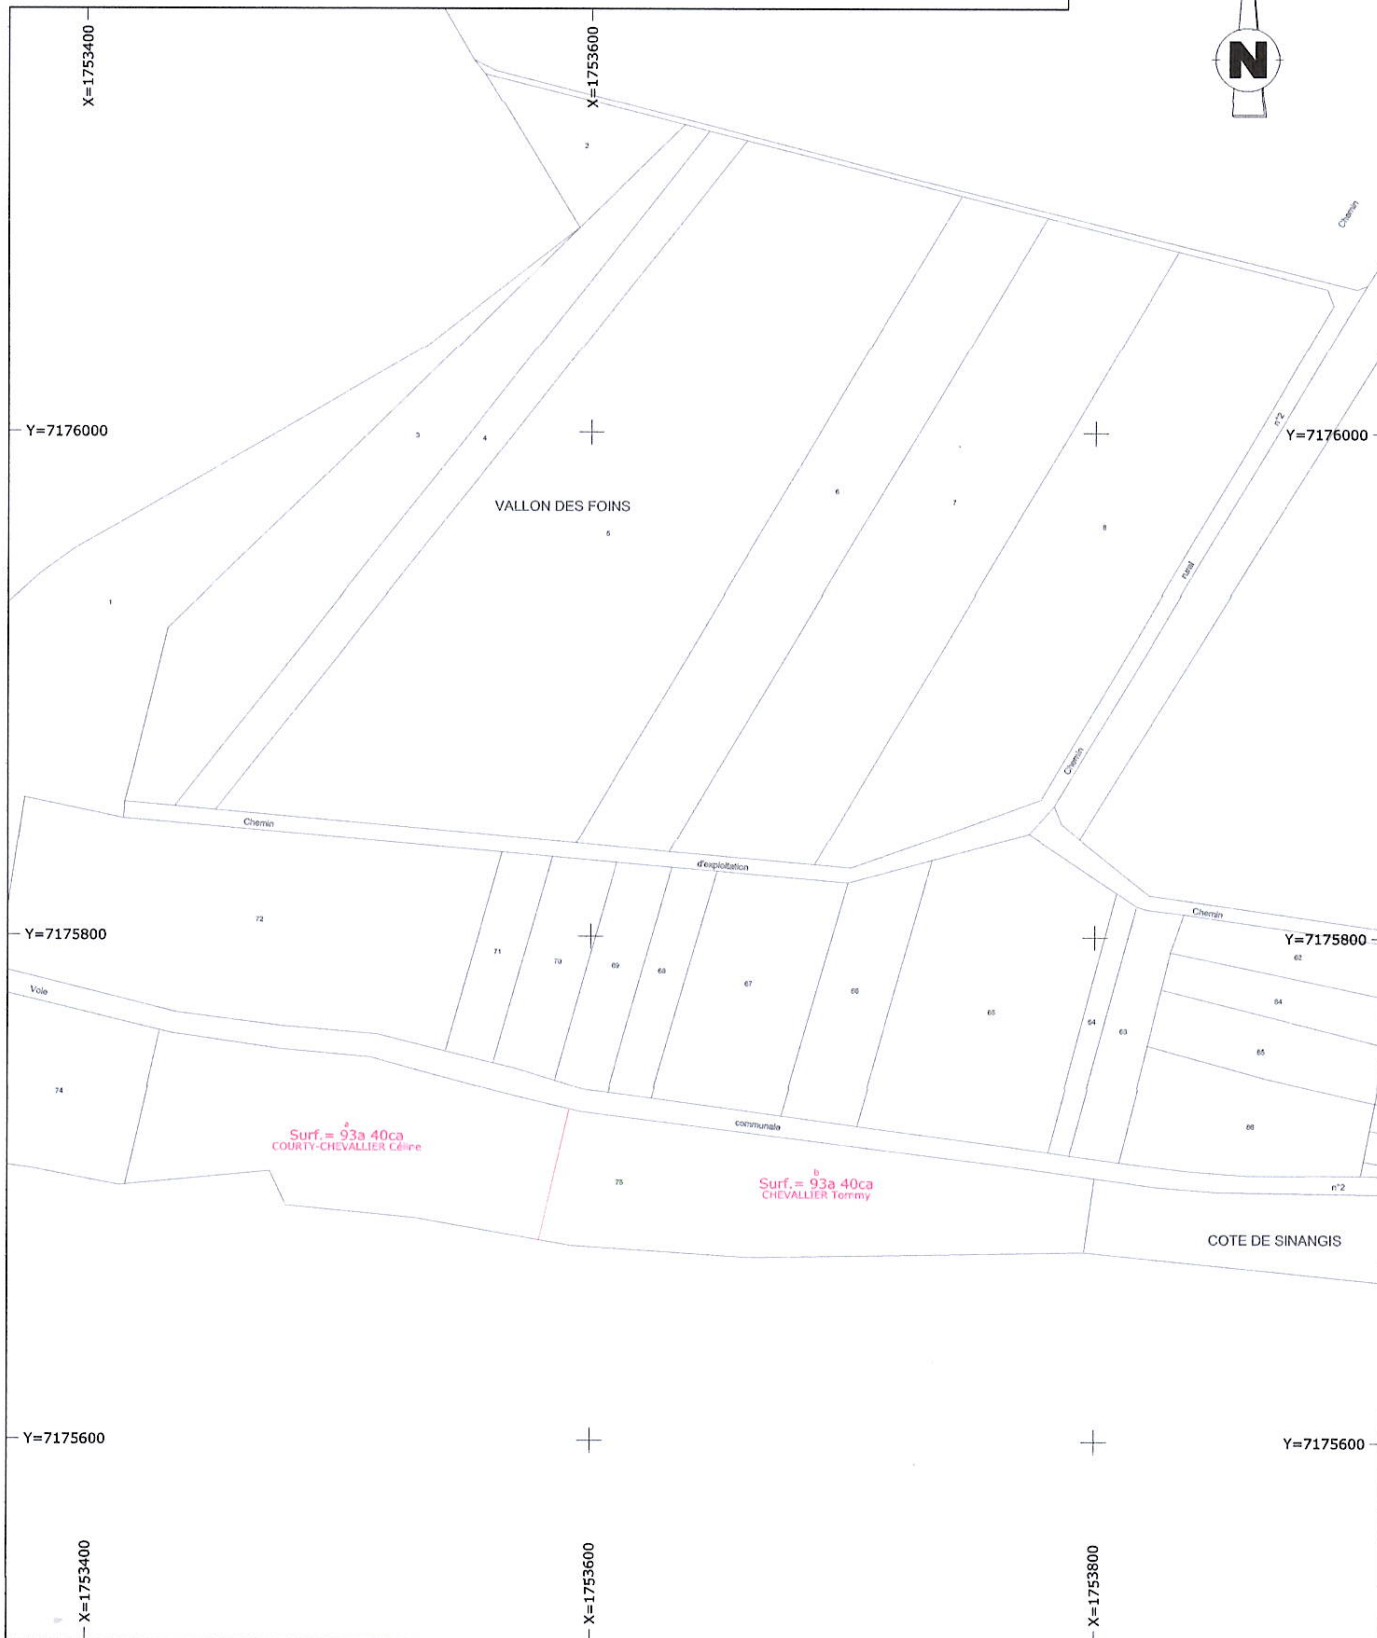 X=1753400
X=1753600
N
2
Chemin
Y=7176000
3
4
n°2
Y=7176000
6
7
VALLON DES FOINS
5
8
rural
1
Chemin
Chemin
d'exploitation
72
Chemin
Y=7175800
Y=7175800
71
70
69
68
67
66
65
64
63
62
84
85
86
Voie
74
a
Surf.= 93a 40ca
COURTY-CHEVALLIER Céline
communale
b
Surf.= 93a 40ca
CHEVALLIER Tommy
75
n°2
COTE DE SINANGIS
Y=7175600
Y=7175600
X=1753400
X=1753600
X=1753800